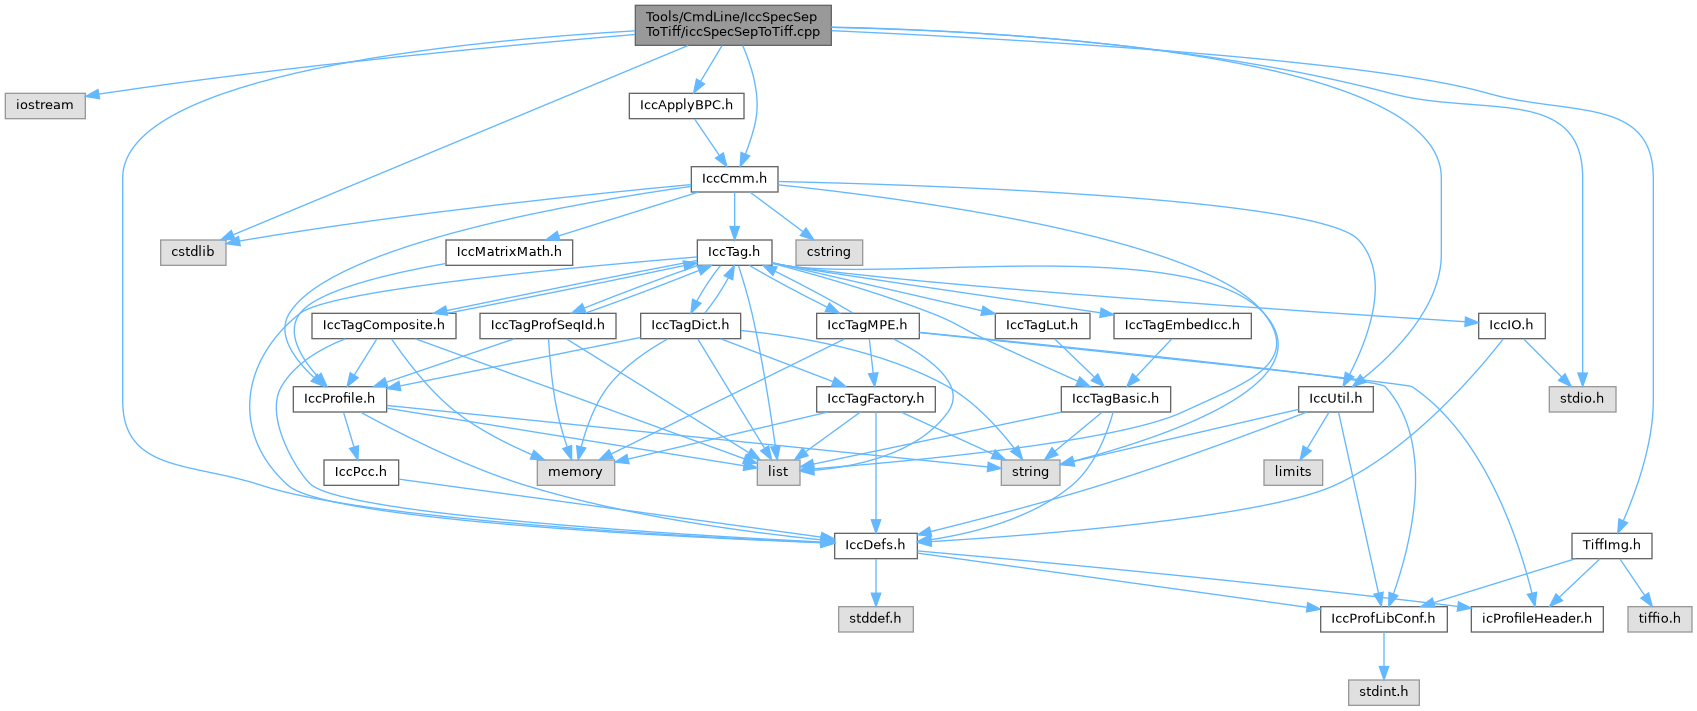 Tools/CmdLine/IccSpecSep
ToTiff/iccSpecSepToTiff.cpp
iostream
IccApplyBPC.h
IccCmm.h
cstdlib
IccMatrixMath.h
IccTag.h
cstring
IccTagComposite.h
IccTagProfSeqId.h
IccTagDict.h
IccTagMPE.h
IccTagLut.h
IccTagEmbedIcc.h
IccIO.h
IccProfile.h
IccTagFactory.h
IccTagBasic.h
IccUtil.h
stdio.h
IccPcc.h
memory
list
string
limits
IccDefs.h
TiffImg.h
stddef.h
IccProfLibConf.h
icProfileHeader.h
tiffio.h
stdint.h